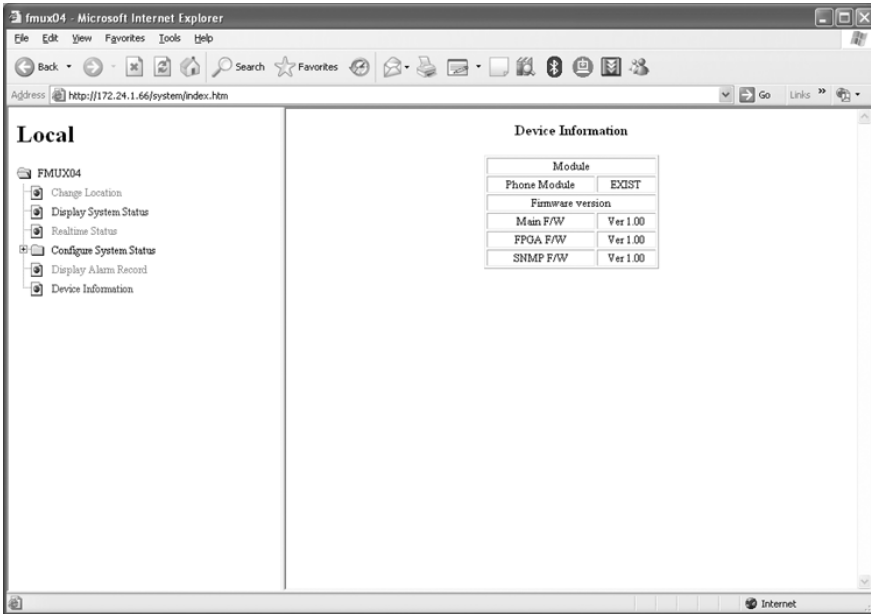 fmux04 - Microsoft Internet Explorer
File Edit View Favorites Tools Help
Back Search Favorites
Address http://172.24.1.66/system/index.htm Go Links »
Local
FMUX04
Change Location
Display System Status
Realtime Status
Configure System Status
Display Alarm Record
Device Information
Device Information
Module
Phone Module EXIST
Firmware version
Main F/W Ver 1.00
FPGA F/W Ver 1.00
SNMP F/W Ver 1.00
Internet